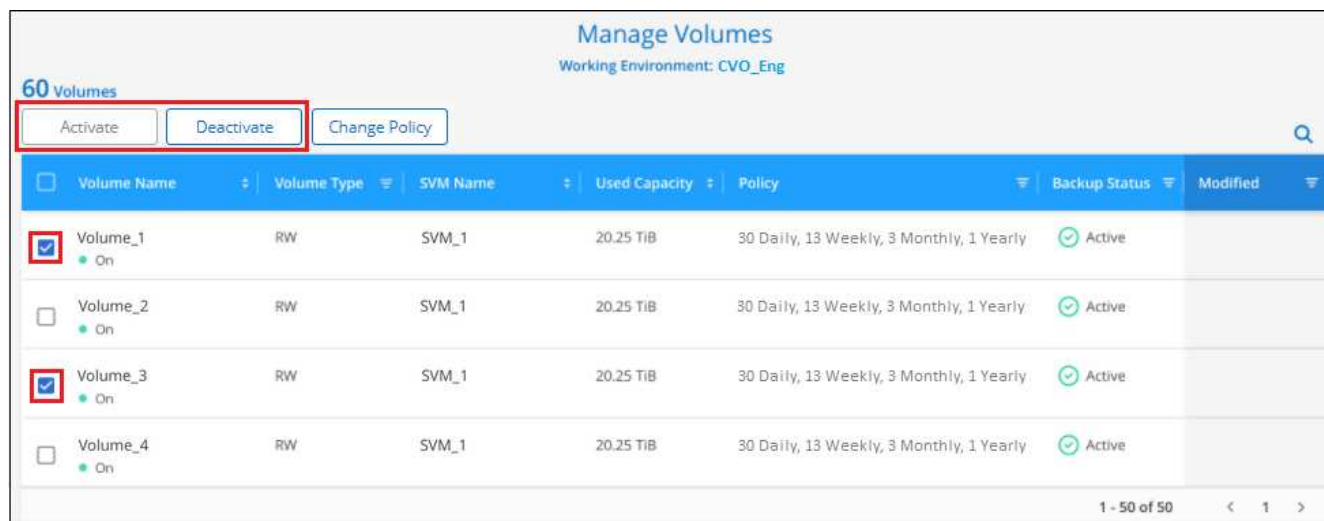 Manage Volumes
Working Environment: CVO_Eng
60 Volumes
Activate Deactivate Change Policy
Volume Name Volume Type SVM Name Used Capacity Policy Backup Status Modified
Volume_1 RW SVM_1 20.25 TiB 30 Daily, 13 Weekly, 3 Monthly, 1 Yearly Active
On
Volume_2 RW SVM_1 20.25 TiB 30 Daily, 13 Weekly, 3 Monthly, 1 Yearly Active
On
Volume_3 RW SVM_1 20.25 TiB 30 Daily, 13 Weekly, 3 Monthly, 1 Yearly Active
On
Volume_4 RW SVM_1 20.25 TiB 30 Daily, 13 Weekly, 3 Monthly, 1 Yearly Active
On
1 - 50 of 50 < 1 >